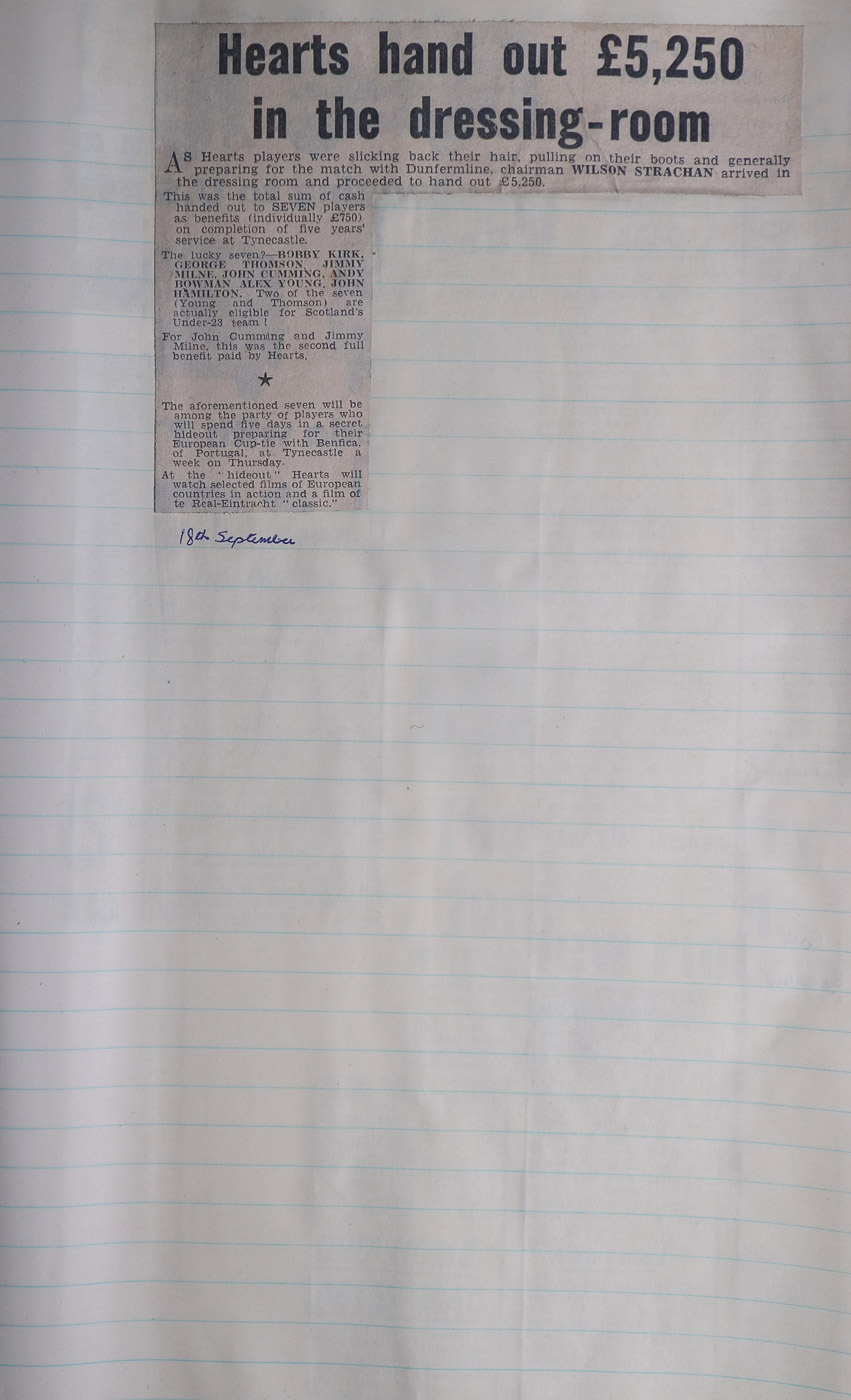 Hearts hand out £5,250
in the dressing-room
AS Hearts players were slicking back their hair, pulling on their boots and generally
preparing for the match with Dunfermline, chairman WILSON STRACHAN arrived in
the dressing room and proceeded to hand out £5,250.
This was the total sum of cash
handed out to SEVEN players
as benefits (individually £750)
on completion of five years'
service at Tynecastle.
The lucky seven?—BOBBY KIRK,
GEORGE THOMSON, JIMMY
MILNE, JOHN CUMMING, ANDY
BOWMAN ALEX YOUNG, JOHN
HAMILTON. Two of the seven
(Young and Thomson) are
actually eligible for Scotland's
Under-23 team !
For John Cumming and Jimmy
Milne, this was the second full
benefit paid by Hearts.
★
The aforementioned seven will be
among the party of players who
will spend five days in a secret
hideout preparing for their
European Cup-tie with Benfica,
of Portugal, at Tynecastle a
week on Thursday.
At the "hideout" Hearts will
watch selected films of European
countries in action and a film of
te Real-Eintracht "classic."
18th September